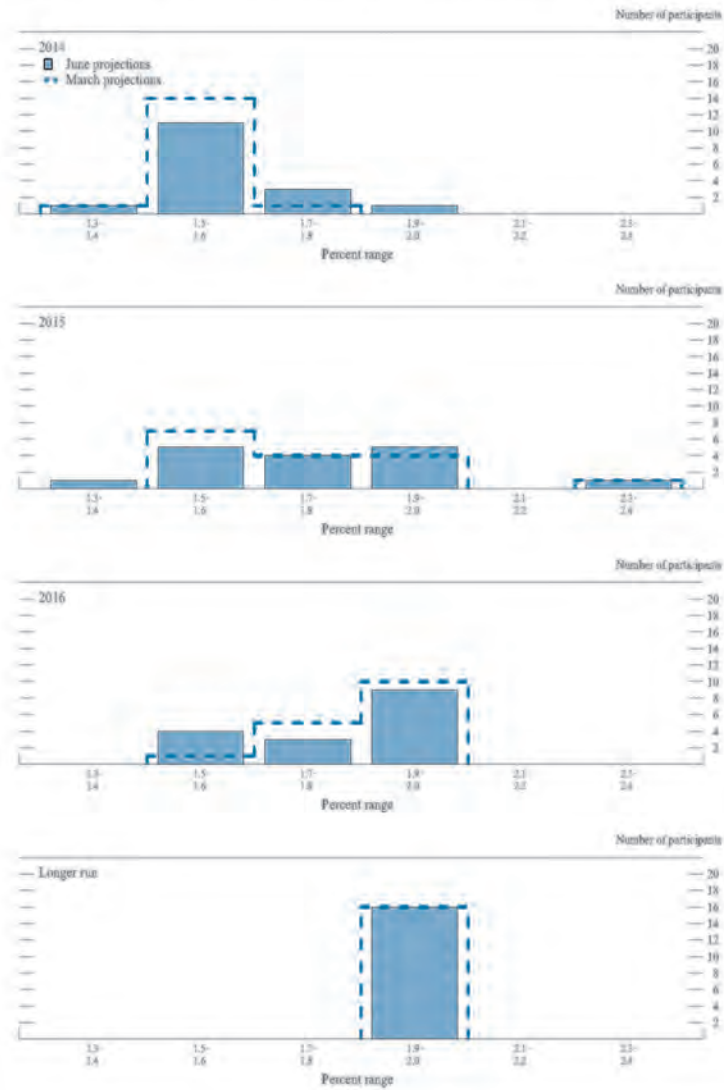 Number of participants
2014
June projections
March projections
20
18
16
14
12
10
8
6
4
2
1.3- 1.5- 1.7- 1.9- 2.1- 2.3-
1.4 1.6 1.8 2.0 2.2 2.4
Percent range
Number of participants
2015
20
18
16
14
12
10
8
6
4
2
1.3- 1.5- 1.7- 1.9- 2.1- 2.3-
1.4 1.6 1.8 2.0 2.2 2.4
Percent range
Number of participants
2016
20
18
16
14
12
10
8
6
4
2
1.3- 1.5- 1.7- 1.9- 2.1- 2.3-
1.4 1.6 1.8 2.0 2.2 2.4
Percent range
Number of participants
Longer run
20
18
16
14
12
10
8
6
4
2
1.3- 1.5- 1.7- 1.9- 2.1- 2.3-
1.4 1.6 1.8 2.0 2.2 2.4
Percent range